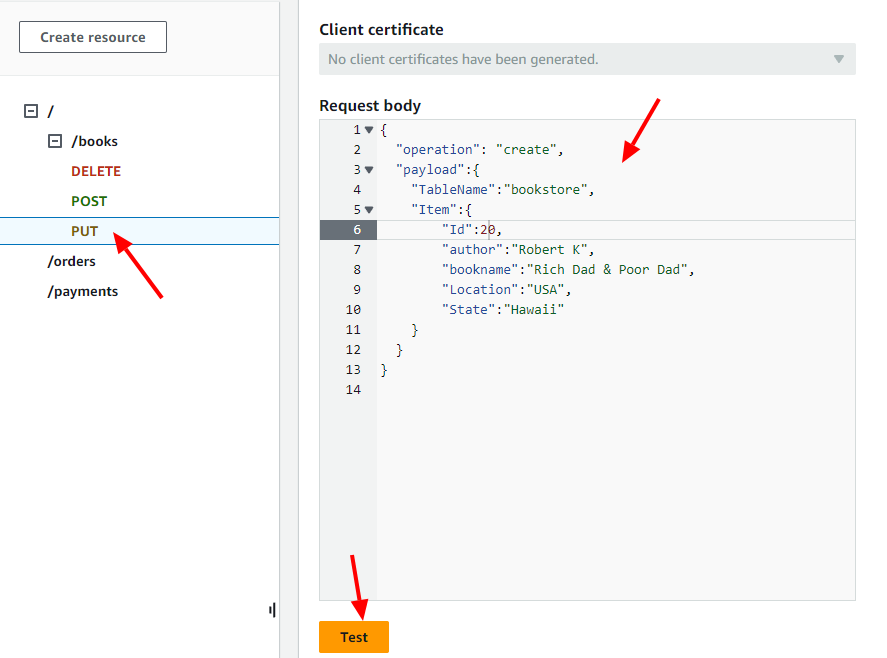 Create resource
/
/books
DELETE
POST
PUT
/orders
/payments
Client certificate
No client certificates have been generated.
Request body
1 {
2 "operation": "create",
3 "payload":{
4 "TableName":"bookstore",
5 "Item":{
6 "Id":20,
7 "author":"Robert K",
8 "bookname":"Rich Dad & Poor Dad",
9 "Location":"USA",
10 "State":"Hawaii"
11 }
12 }
13 }
14
Test